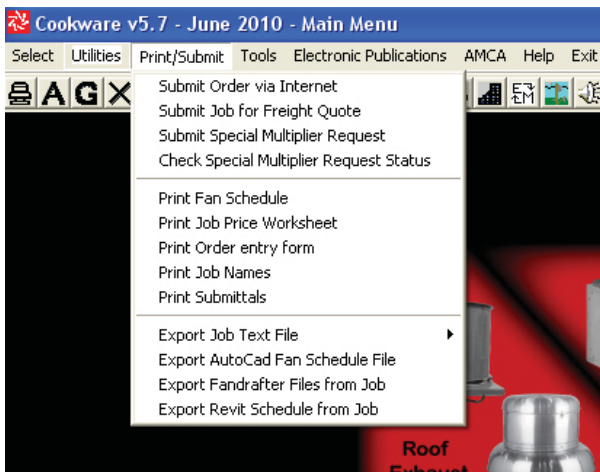 Cookware v5.7 - June 2010 - Main Menu
Select Utilities Print/Submit Tools Electronic Publications AMCA Help Exit
A G X
Submit Order via Internet
Submit Job for Freight Quote
Submit Special Multiplier Request
Check Special Multiplier Request Status
Print Fan Schedule
Print Job Price Worksheet
Print Order entry form
Print Job Names
Print Submittals
Export Job Text File
Export AutoCad Fan Schedule File
Export Fandrafter Files from Job
Export Revit Schedule from Job
Roof
Exhaust